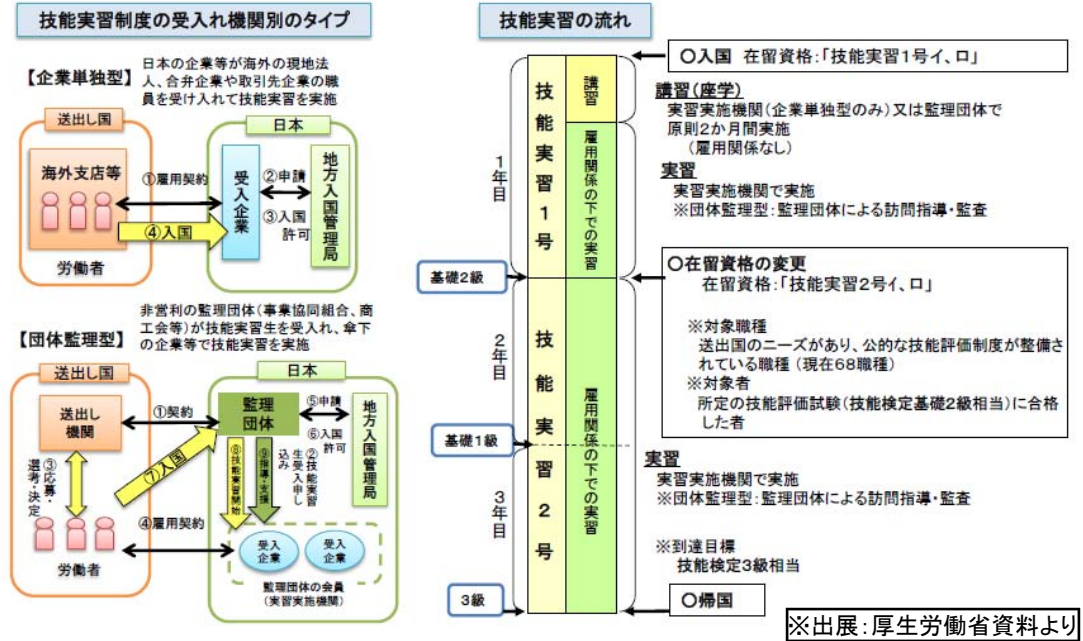 技能実習制度の受入れ機関別のタイプ
【企業単独型】
日本の企業等が海外の現地法
人、合弁企業や取引先企業の職
員を受け入れて技能実習を実施
送出し国
日本
海外支店等
労働者
①雇用契約
④入国
受入企業
②申請
③入国
許可
地方入国管理局
非営利の監理団体(事業協同組合、商
工会等)が技能実習生を受入れ、傘下
の企業等で技能実習を実施
【団体監理型】
送出し国
日本
送出し
機関
①契約
監理
団体
⑤申請
⑥入国
許可
地方入国管理局
③応募・
選考・決定
⑦入国
⑧技能実習開始
⑨指導・支援
②技能実習
生受入申し
込み
④雇用契約
労働者
受入
企業
受入
企業
監理団体の会員
(実習実施機関)
技能実習の流れ
1年目
2年目
3年目
基礎2級
基礎1級
3級
技能実習1号
講習
雇用関係の下での実習
技能実習2号
雇用関係の下での実習
○入国 在留資格:「技能実習1号イ、ロ」
講習(座学)
実習実施機関(企業単独型のみ)又は監理団体で
原則2か月間実施
(雇用関係なし)
実習
実習実施機関で実施
※団体監理型:監理団体による訪問指導・監査
○在留資格の変更
在留資格:「技能実習2号イ、ロ」
※対象職種
送出国のニーズがあり、公的な技能評価制度が整備
されている職種(現在68職種)
※対象者
所定の技能評価試験(技能検定基礎2級相当)に合格
した者
実習
実習実施機関で実施
※団体監理型:監理団体による訪問指導・監査
※到達目標
技能検定3級相当
○帰国
※出展:厚生労働省資料より